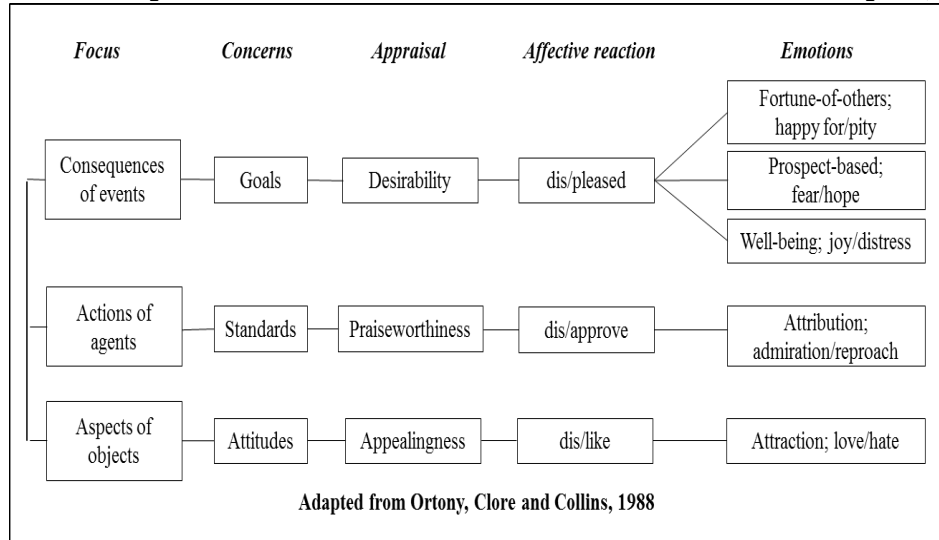 Focus Concerns Appraisal Affective reaction Emotions
Fortune-of-others;
happy for/pity
Consequences
of events
Goals
Desirability
dis/pleased
Prospect-based;
fear/hope
Well-being; joy/distress
Actions of
agents
Standards
Praiseworthiness
dis/approve
Attribution;
admiration/reproach
Aspects of
objects
Attitudes
Appealingness
dis/like
Attraction; love/hate
Adapted from Ortony, Clore and Collins, 1988